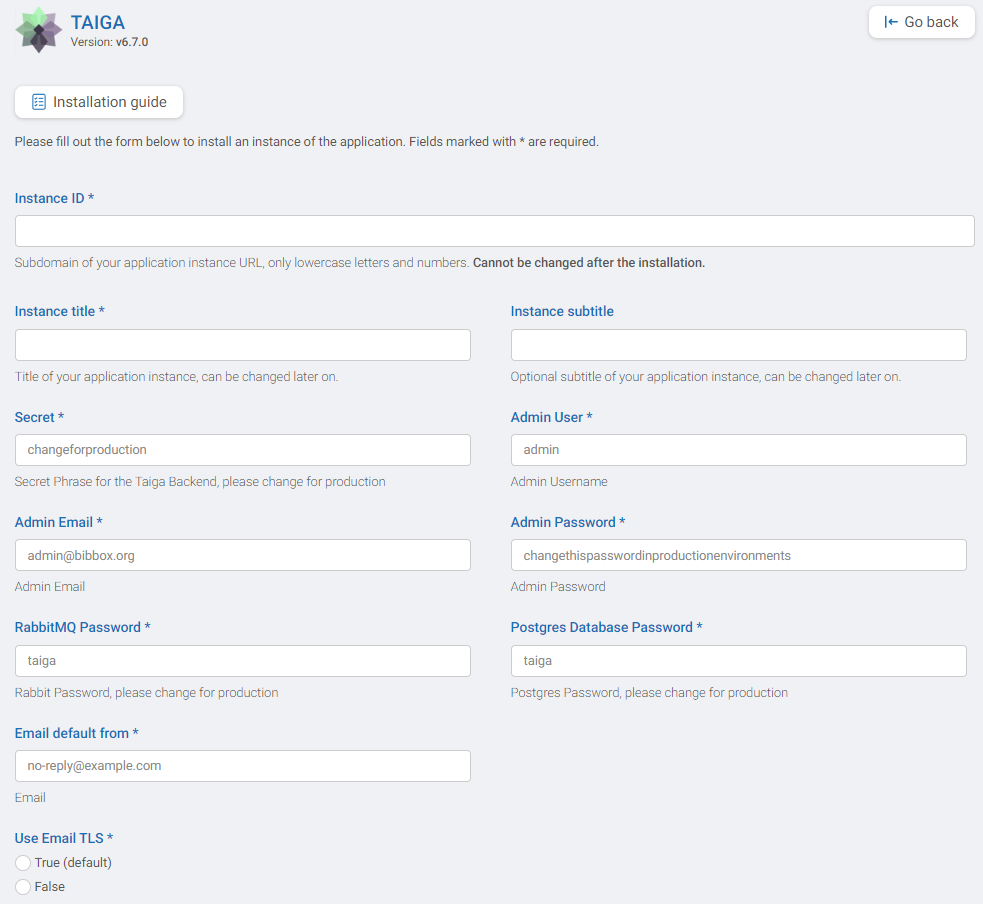 TAIGA
Version: v6.7.0
Go back
Installation guide
Please fill out the form below to install an instance of the application. Fields marked with * are required.
Instance ID *
Subdomain of your application instance URL, only lowercase letters and numbers. Cannot be changed after the installation.
Instance title *
Instance subtitle
Title of your application instance, can be changed later on.
Optional subtitle of your application instance, can be changed later on.
Secret *
Admin User *
changeforproduction
admin
Secret Phrase for the Taiga Backend, please change for production
Admin Username
Admin Email *
Admin Password *
admin@bibbox.org
changethispasswordinproductionenvironments
Admin Email
Admin Password
RabbitMQ Password *
Postgres Database Password *
taiga
taiga
Rabbit Password, please change for production
Postgres Password, please change for production
Email default from *
no-reply@example.com
Email
Use Email TLS *
True (default)
False